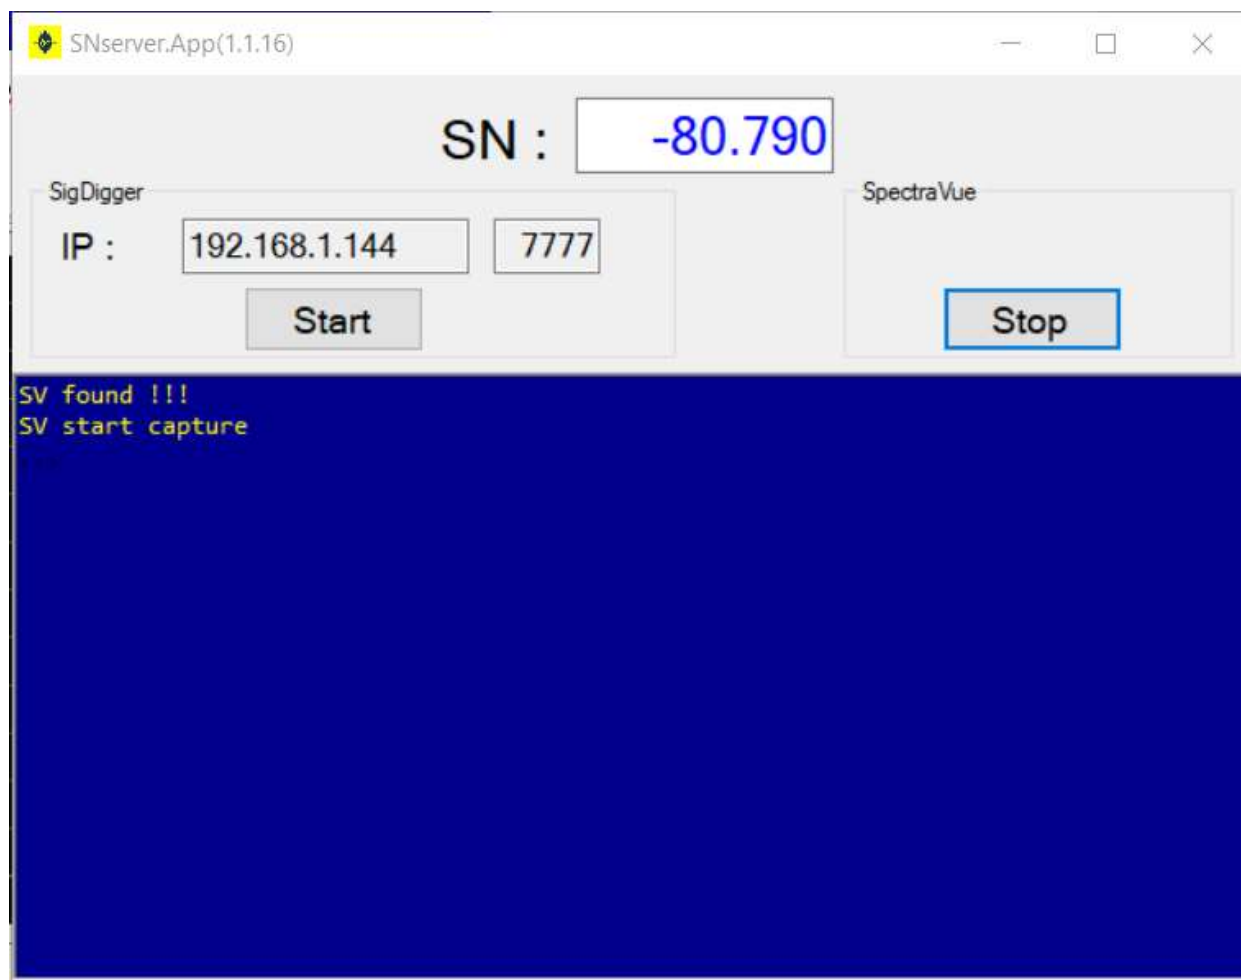 SNserver.App(1.1.16)
SN : -80.790
SigDigger
IP : 192.168.1.144 7777
Start
SpectraVue
Stop
SV found !!!
SV start capture